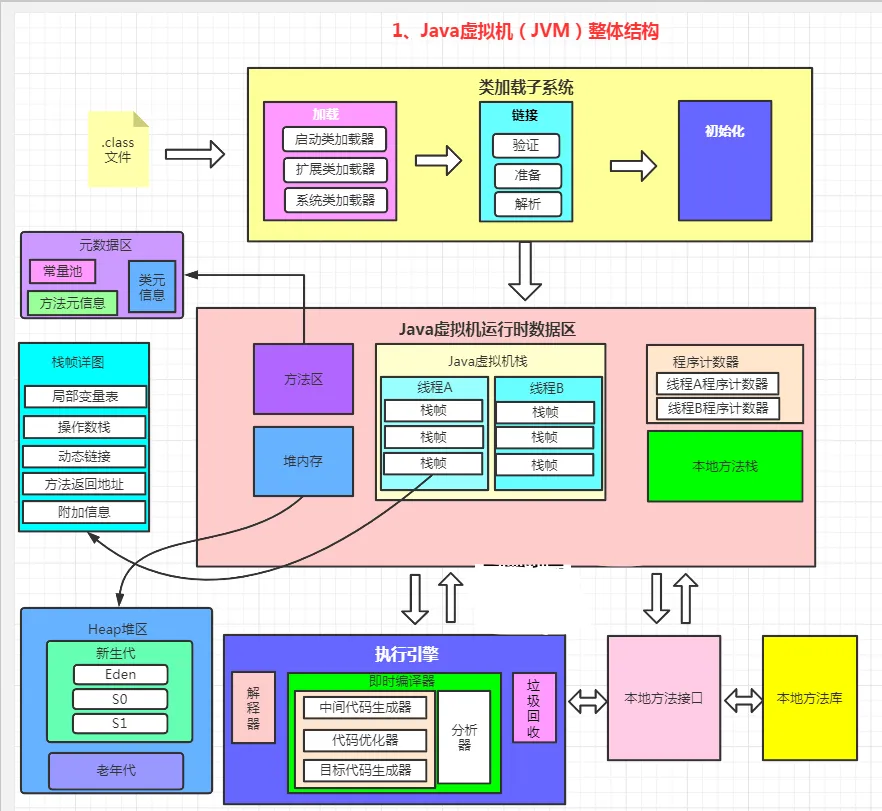 1、Java虚拟机（JVM）整体结构
.class
文件
类加载子系统
加载
启动类加载器
扩展类加载器
系统类加载器
链接
验证
准备
解析
初始化
元数据区
常量池
方法元信息
类元
信息
栈帧详图
局部变量表
操作数栈
动态链接
方法返回地址
附加信息
Java虚拟机运行时数据区
方法区
堆内存
Java虚拟机栈
线程A
栈帧
栈帧
栈帧
线程B
栈帧
栈帧
栈帧
程序计数器
线程A程序计数器
线程B程序计数器
本地方法栈
Heap堆区
新生代
Eden
S0
S1
老年代
执行引擎
解
释
器
即时编译器
中间代码生成器
代码优化器
目标代码生成器
分析
器
垃
圾
回
收
本地方法接口
本地方法库